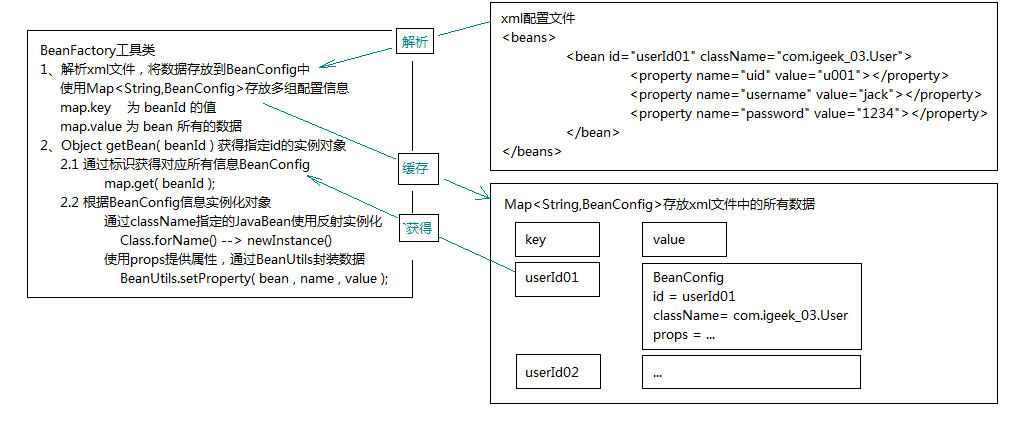 BeanFactory工具类
1、解析xml文件，将数据存放到BeanConfig中
使用Map<String,BeanConfig>存放多组配置信息
map.key 为 beanId 的值
map.value 为 bean 所有的数据
2、Object getBean( beanId ) 获得指定id的实例对象
2.1 通过标识获得对应所有信息BeanConfig
map.get( beanId );
2.2 根据BeanConfig信息实例化对象
通过className指定的JavaBean使用反射实例化
Class.forName() --> newInstance()
使用props提供属性，通过BeanUtils封装数据
BeanUtils.setProperty( bean , name , value );
解析
缓存
获得
xml配置文件
<beans>
<bean id="userId01" className="com.igeek_03.User">
<property name="uid" value="u001"></property>
<property name="username" value="jack"></property>
<property name="password" value="1234"></property>
</bean>
</beans>
Map<String,BeanConfig>存放xml文件中的所有数据
key
value
userId01
BeanConfig
id = userId01
className= com.igeek_03.User
props = ...
userId02
...